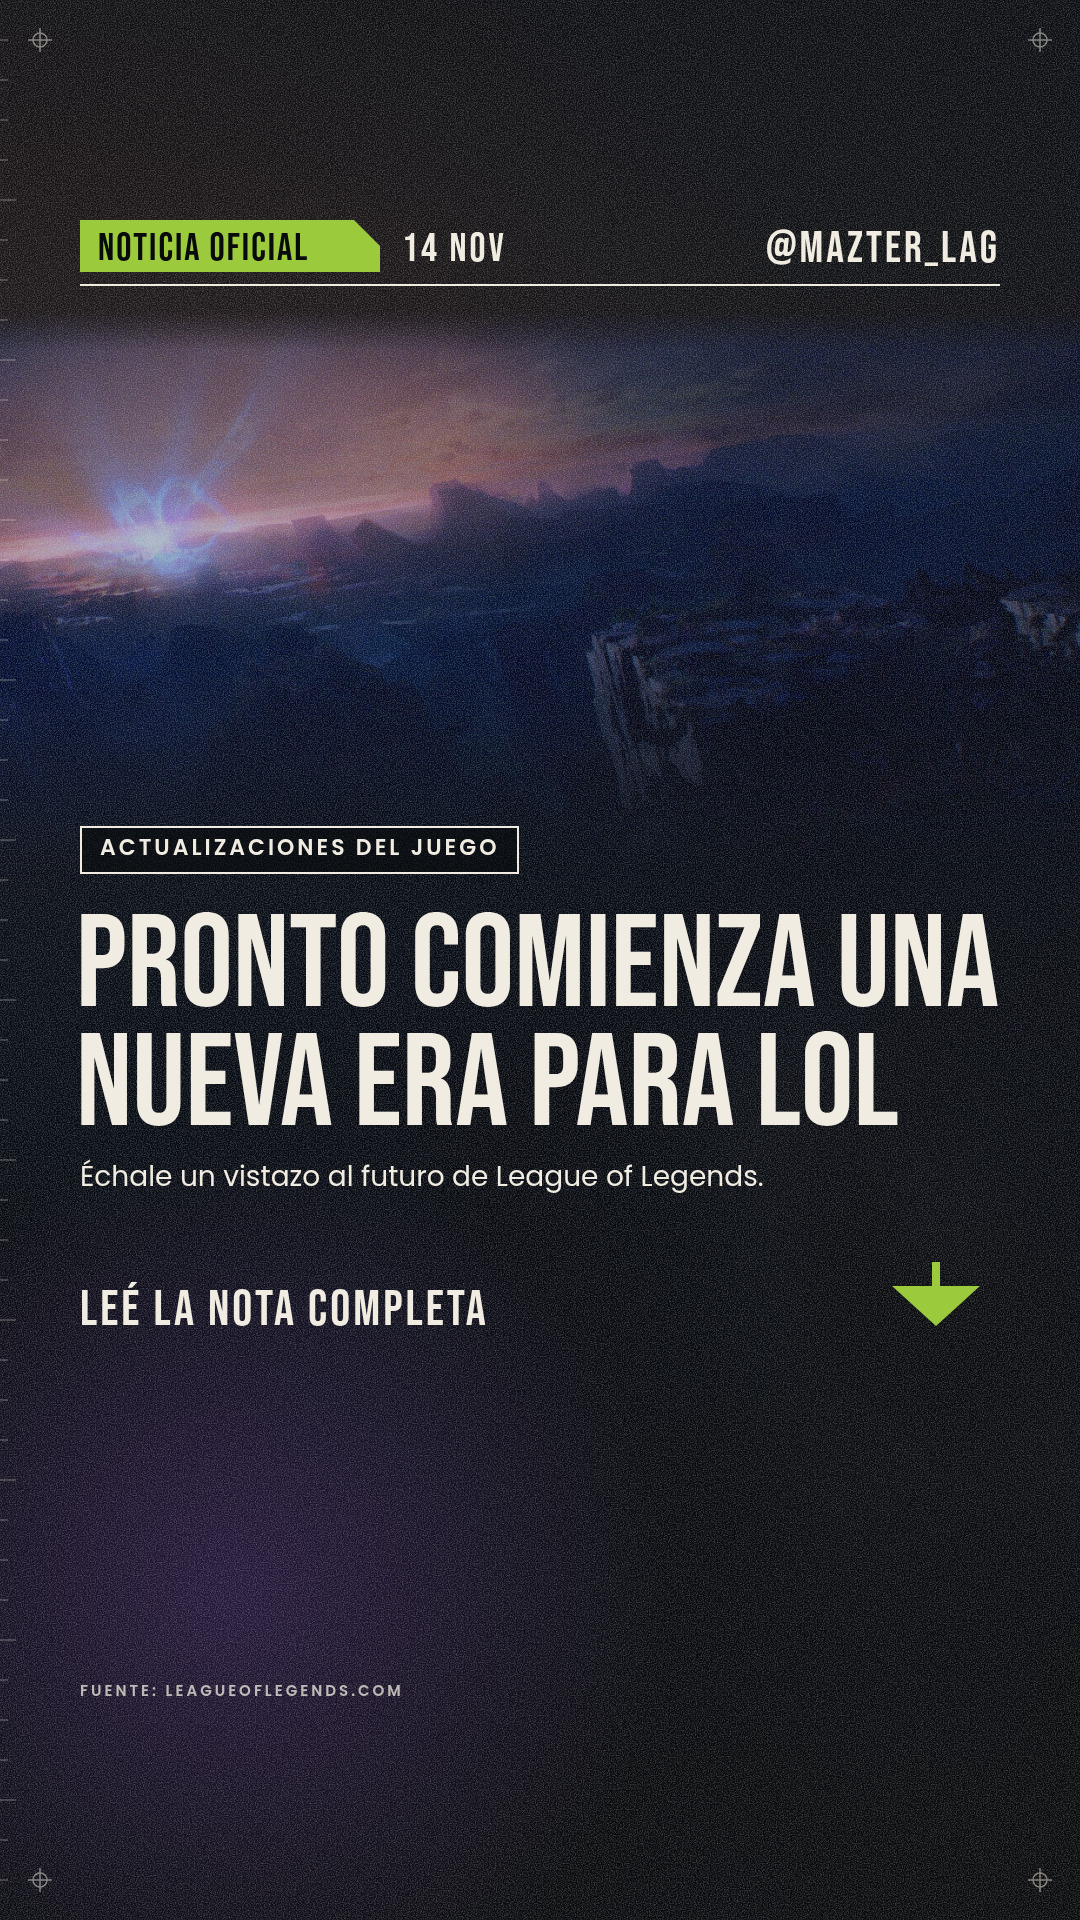 NOTICIA OFICIAL
14 NOV
@MAZTER_LAG
ACTUALIZACIONES DEL JUEGO
PRONTO COMIENZA UNA
NUEVA ERA PARA LOL
Échale un vistazo al futuro de League of Legends.
LEÉ LA NOTA COMPLETA
FUENTE: LEAGUEOFLEGENDS.COM